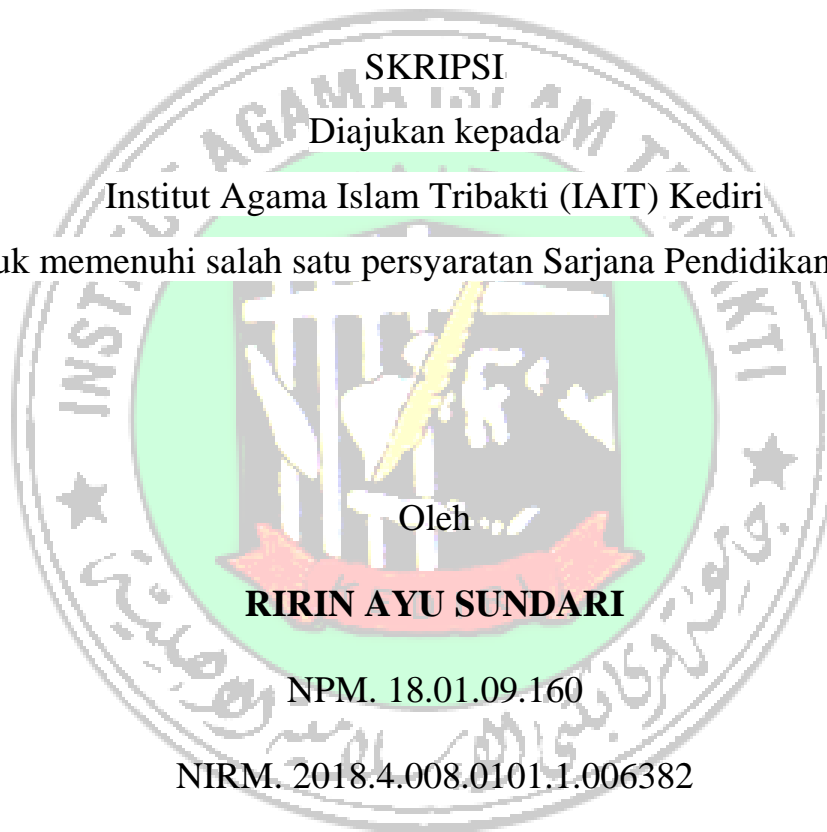 SKRIPSI
Diajukan kepada
Institut Agama Islam Tribakti (IAIT) Kediri
uk memenuhi salah satu persyaratan Sarjana Pendidikan
Oleh
RIRIN AYU SUNDARI
NPM. 18.01.09.160
NIRM. 2018.4.008.0101.1.006382